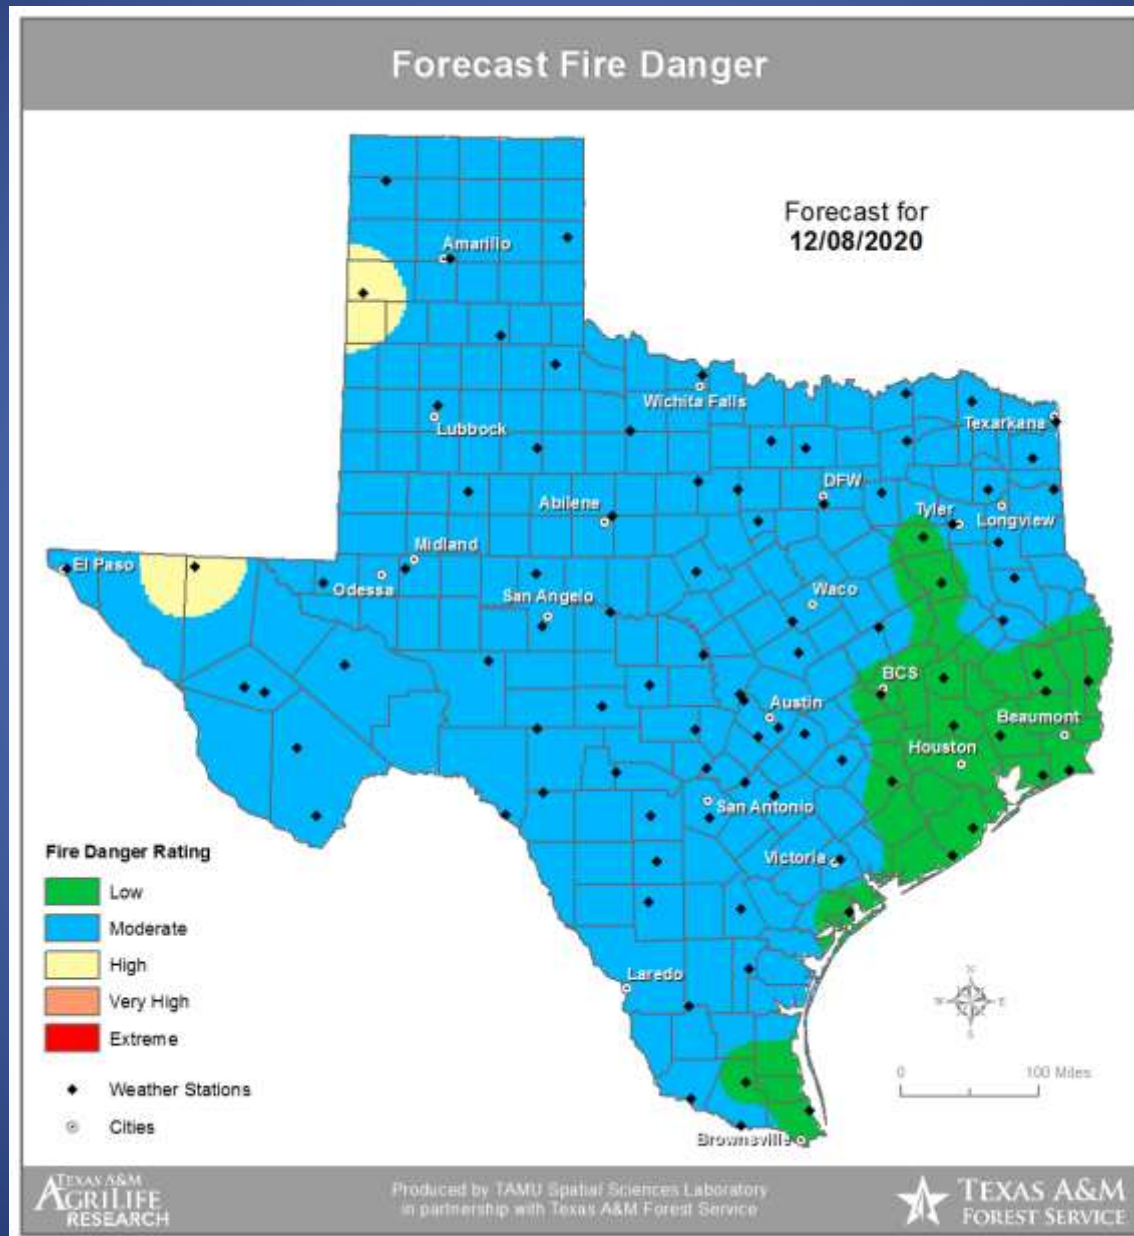 Forecast Fire Danger
Forecast for
12/08/2020
Amarillo
Wichita Falls
Lubbock
Texarkana
DFW
Abilene
Tyler
Longview
Midland
El Paso
Odessa
San Angelo
Waco
BCS
Austin
Beaumont
Houston
San Antonio
Victoria
Laredo
Brownsville
Fire Danger Rating
Low
Moderate
High
Very High
Extreme
Weather Stations
Cities
N
W E
S
0 100 Miles
TEXAS A&M
AGRILIFE
RESEARCH
Produced by TAMU Spatial Sciences Laboratory
in partnership with Texas A&M Forest Service
TEXAS A&M
FOREST SERVICE